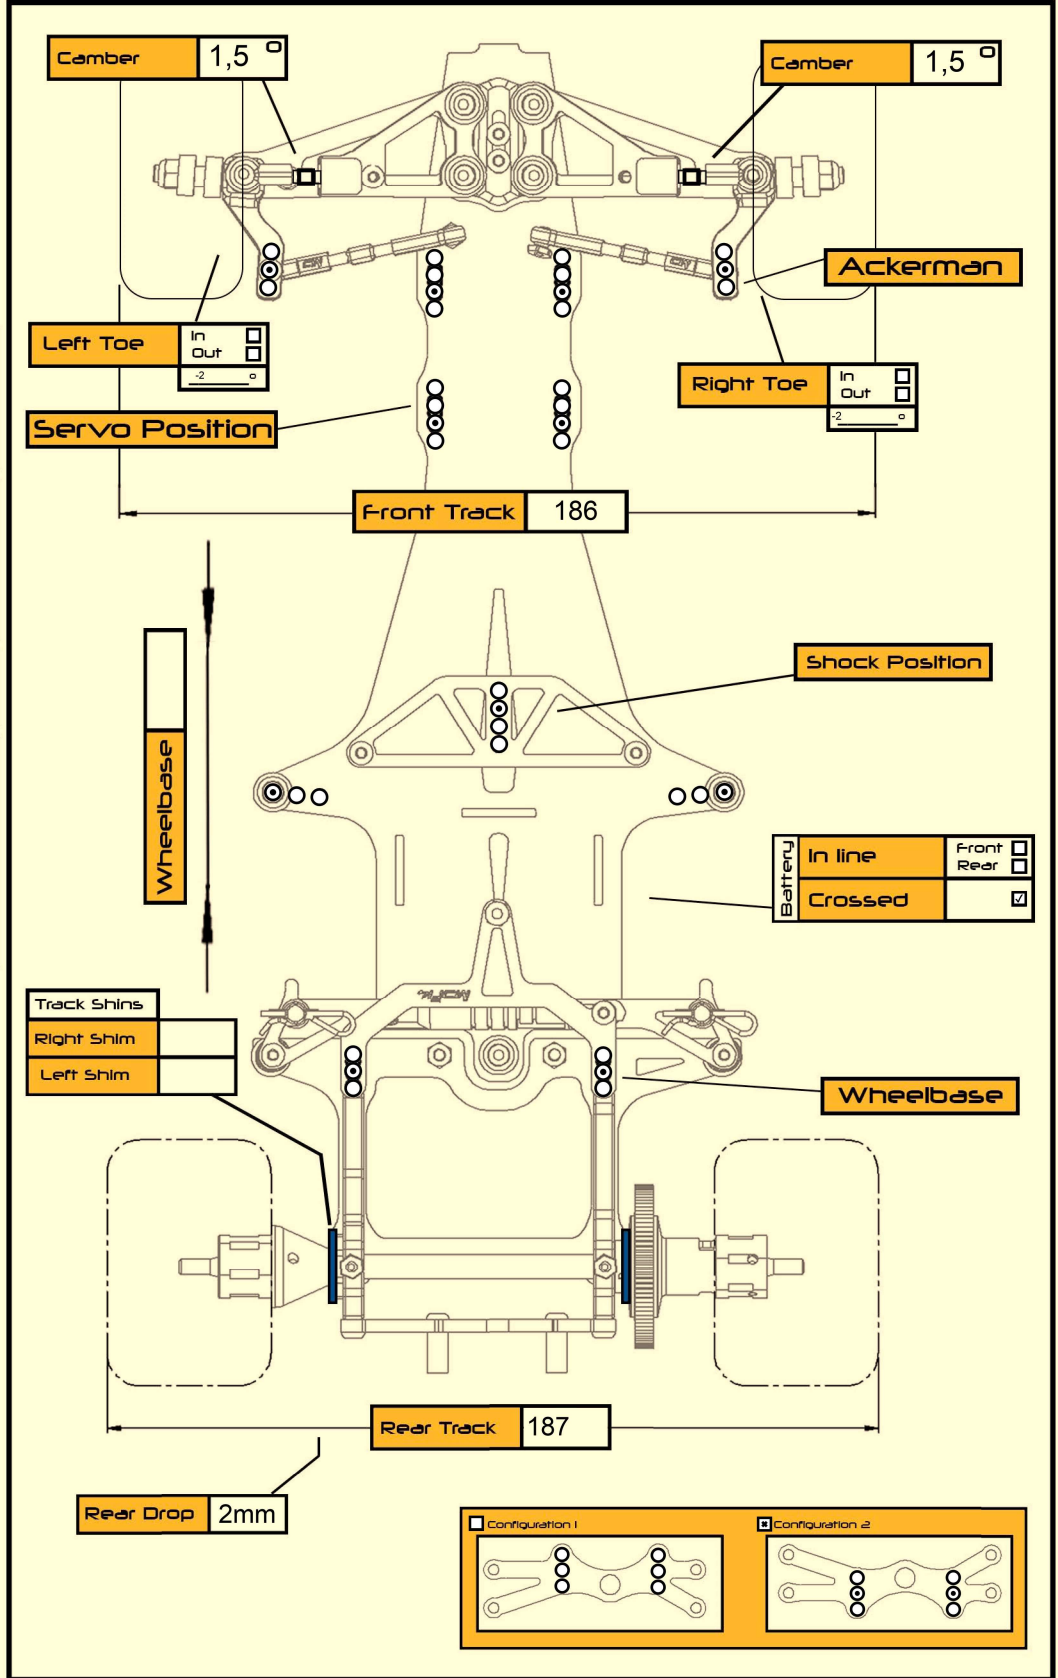 Camber 1,5 o
Camber 1,5 o
Ackerman
Left Toe
In
Out
-2 o
Right Toe
In
Out
-2 o
Servo Position
Front Track 186
Shock Position
Wheelbase
Battery
In line
Front
Rear
Crossed
Track Shins
Right Shim
Left Shim
Wheelbase
Rear Track 187
Rear Drop 2mm
Configuration 1
Configuration 2